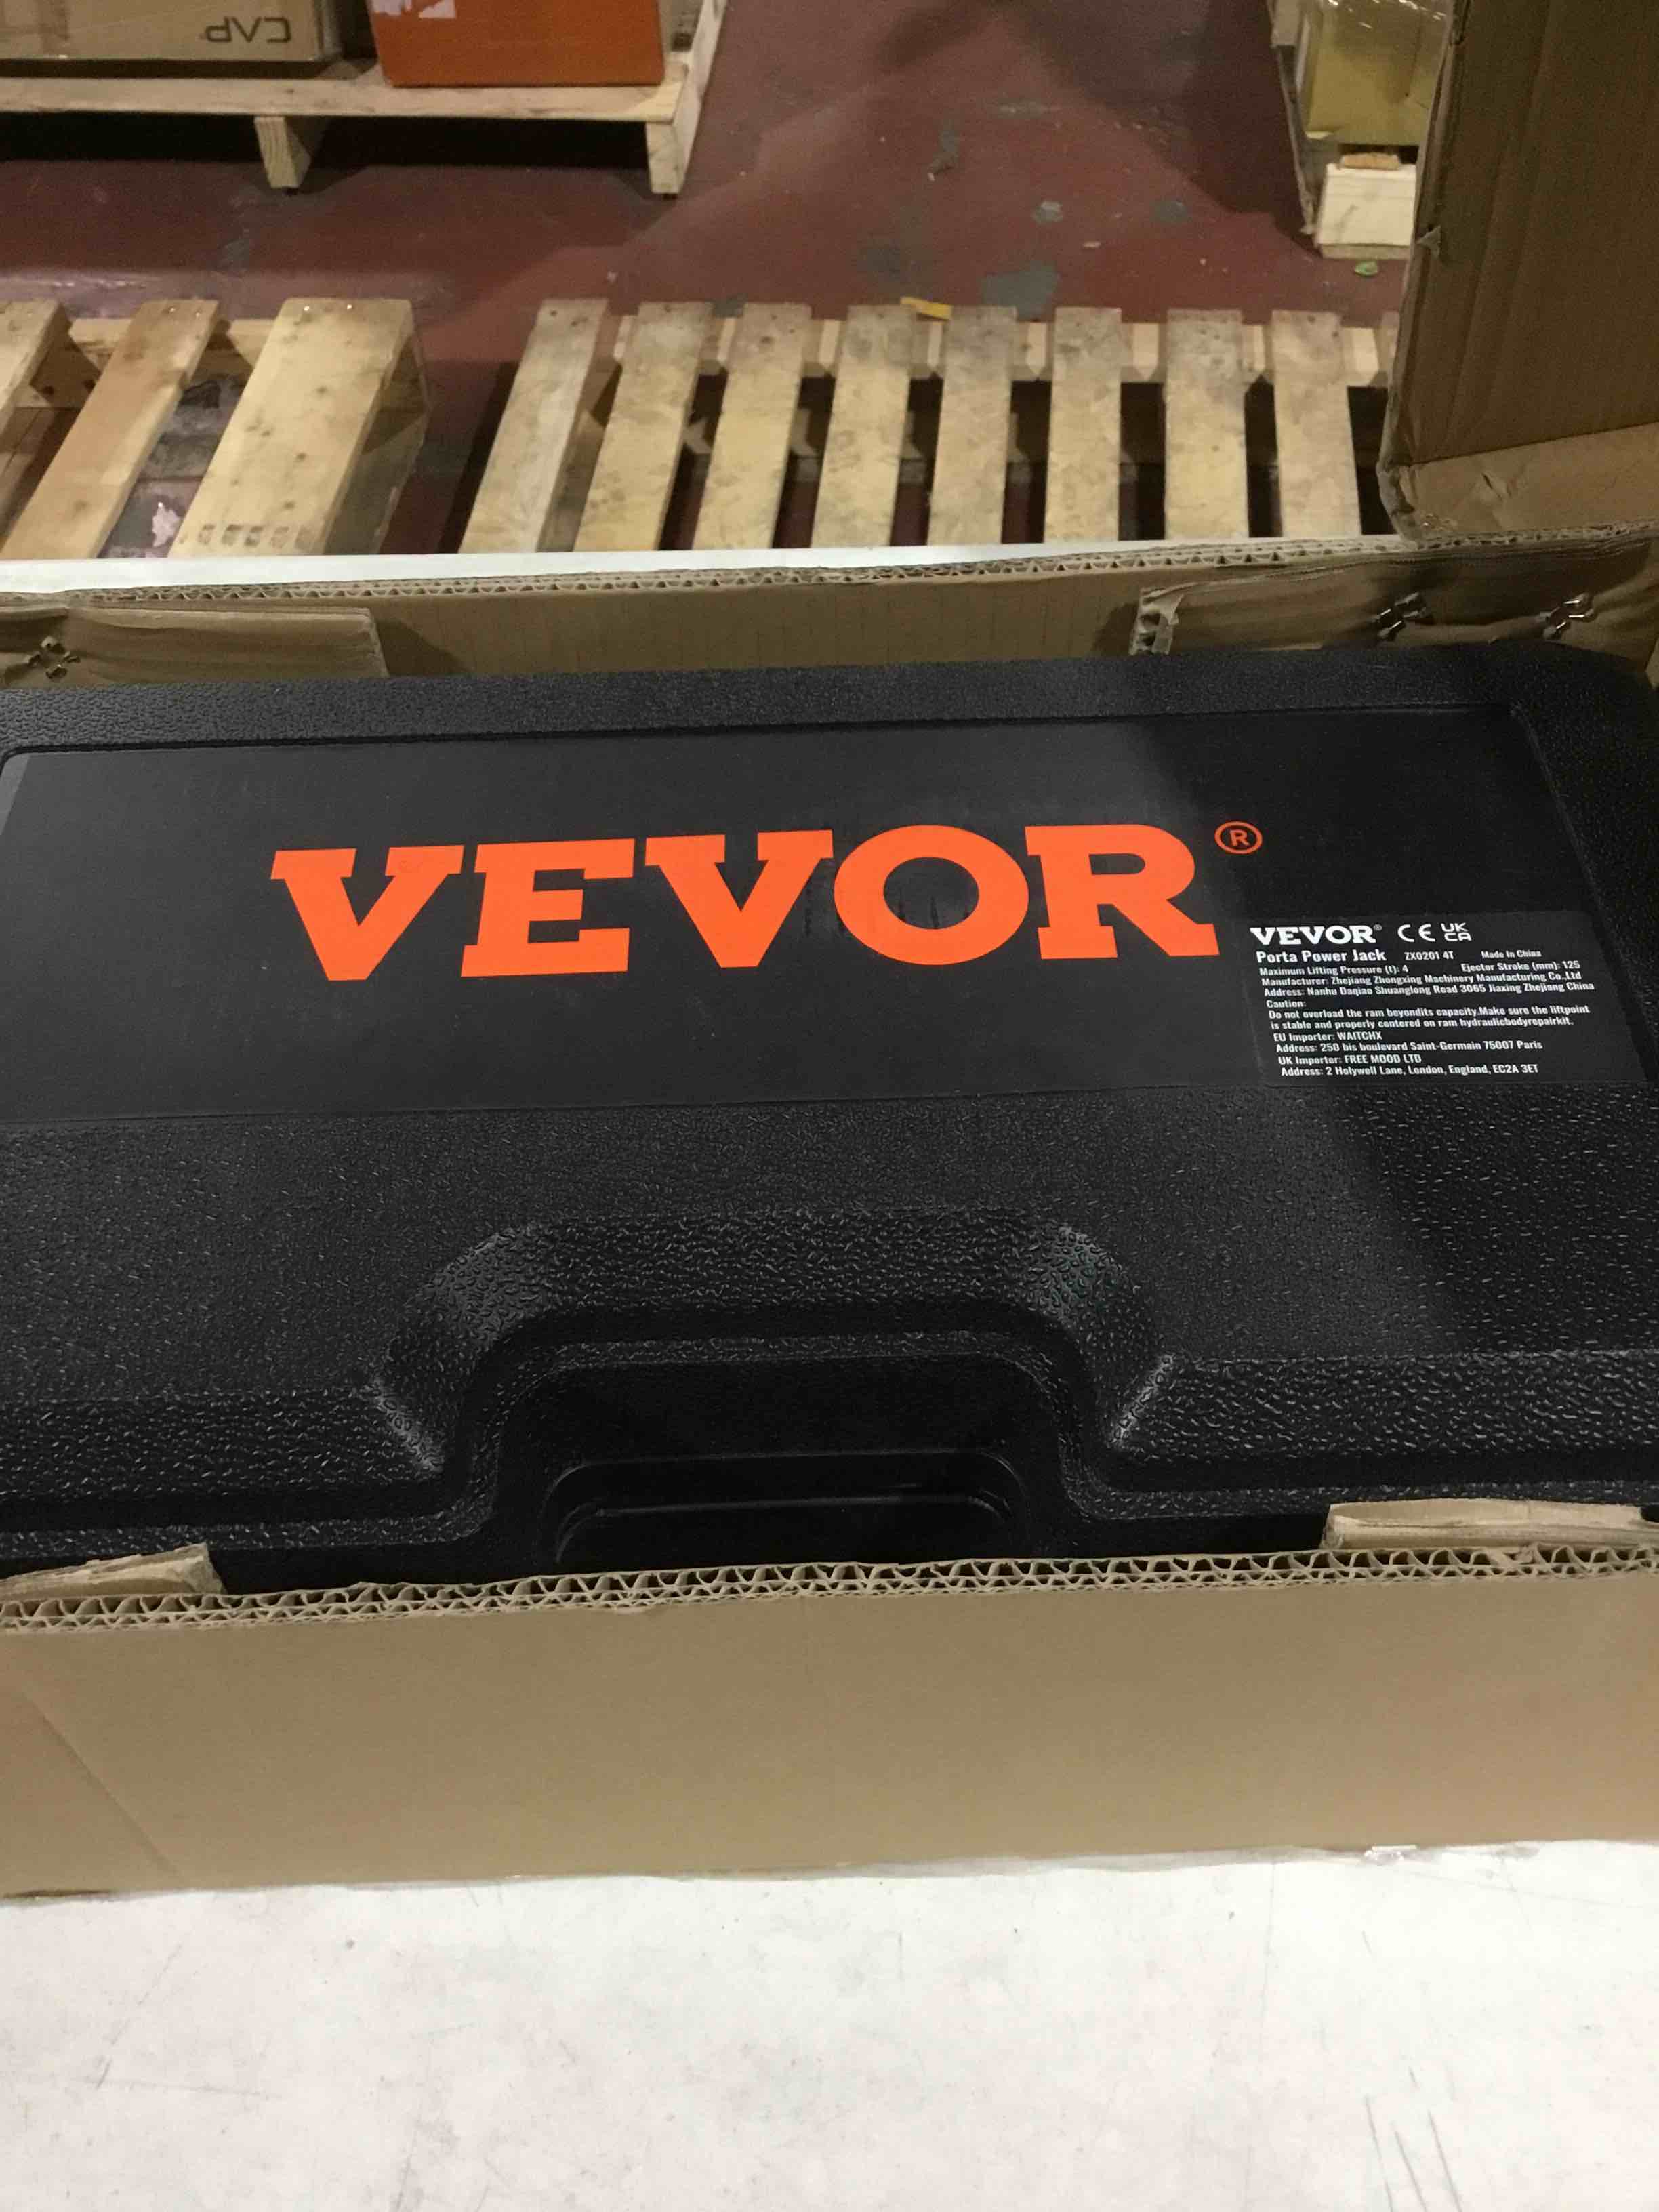 CAP
VEVOR®
VEVOR® CE UK CA
Porta Power Jack ZX0201 4T Made In China
Maximum Lifting Pressure (t): 4 Ejector Stroke (mm): 125
Manufacturer: Zhejiang Zhongxing Machinery Manufacturing Co.,Ltd
Address: Nanhu Daqiao Shuanglong Road 3065 Jiaxing Zhejiang China
Caution:
Do not overload the ram beyondits capacity.Make sure the liftpoint
is stable and properly centered on ram hydraulicbodyrepairkit.
EU Importer: WAITCHX
Address: 250 bis boulevard Saint-Germain 75007 Paris
UK Importer: FREE MOOD LTD
Address: 2 Holywell Lane, London, England, EC2A 3ET